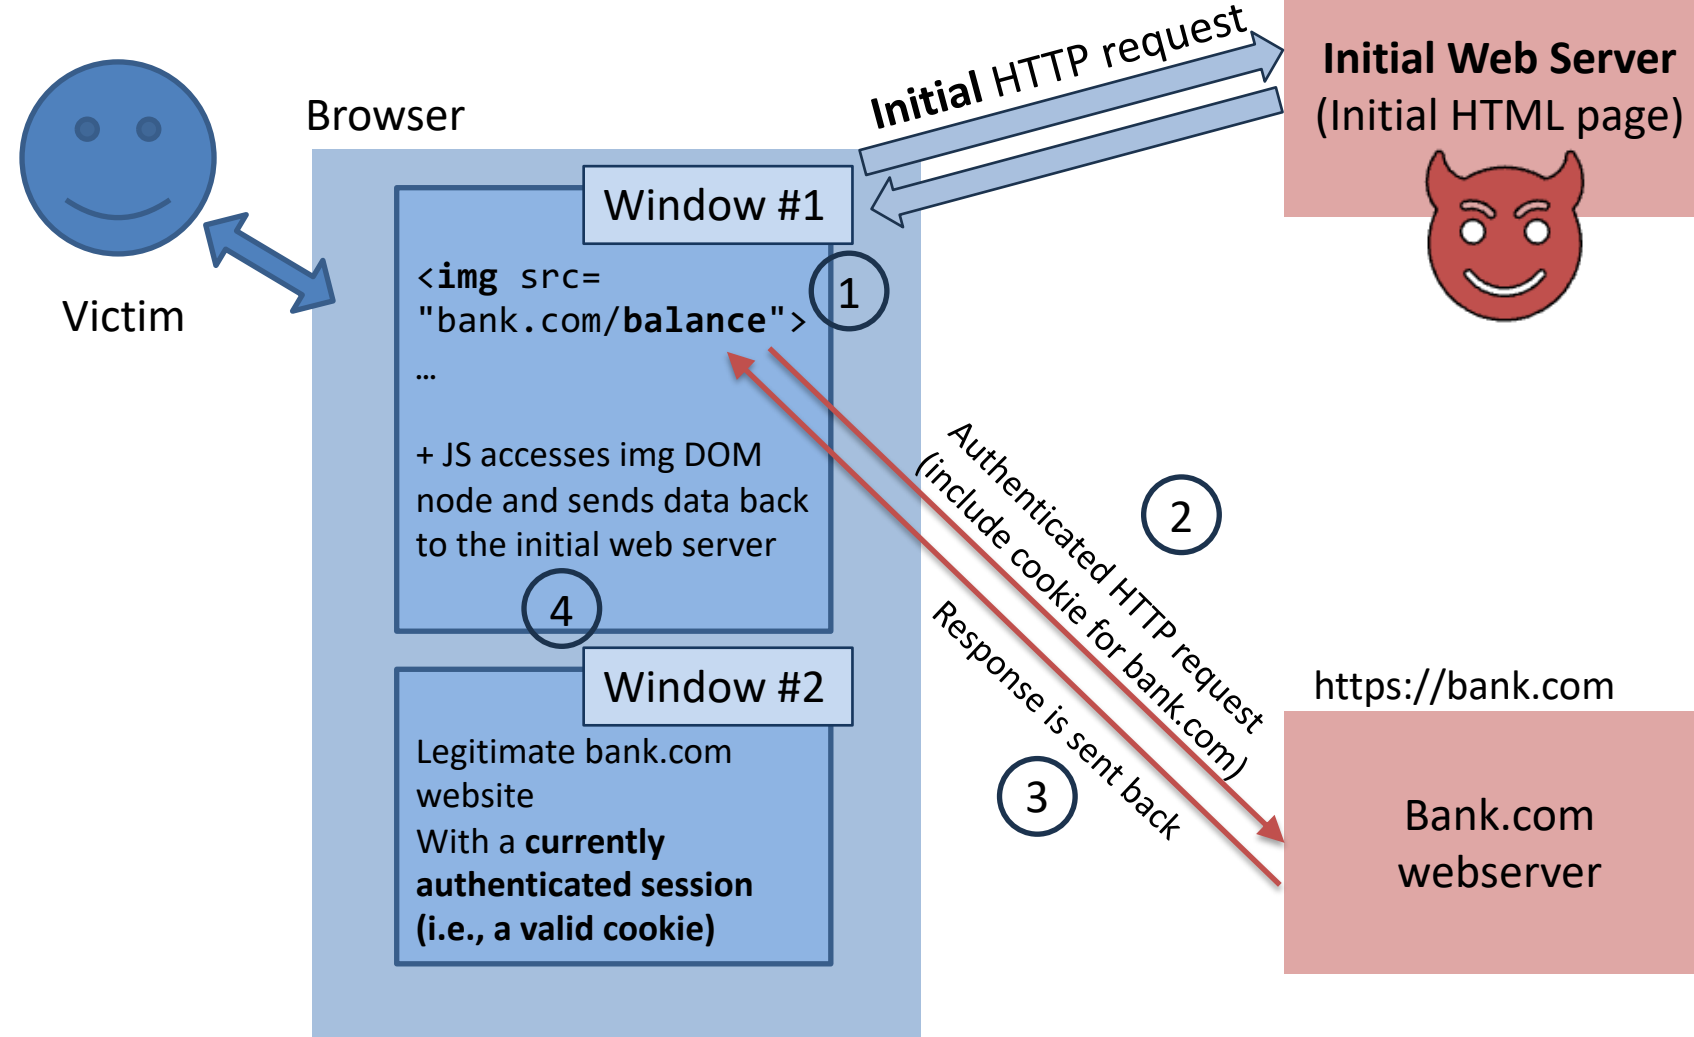 Initial HTTP request
Initial Web Server
(Initial HTML page)
Browser
Victim
Window #1
<img src=
"bank.com/balance">
1
…
+ JS accesses img DOM
node and sends data back
to the initial web server
4
Authenticated HTTP request
(include cookie for bank.com)
2
Response is sent back
3
Window #2
Legitimate bank.com
website
With a currently
authenticated session
(i.e., a valid cookie)
https://bank.com
Bank.com
webserver